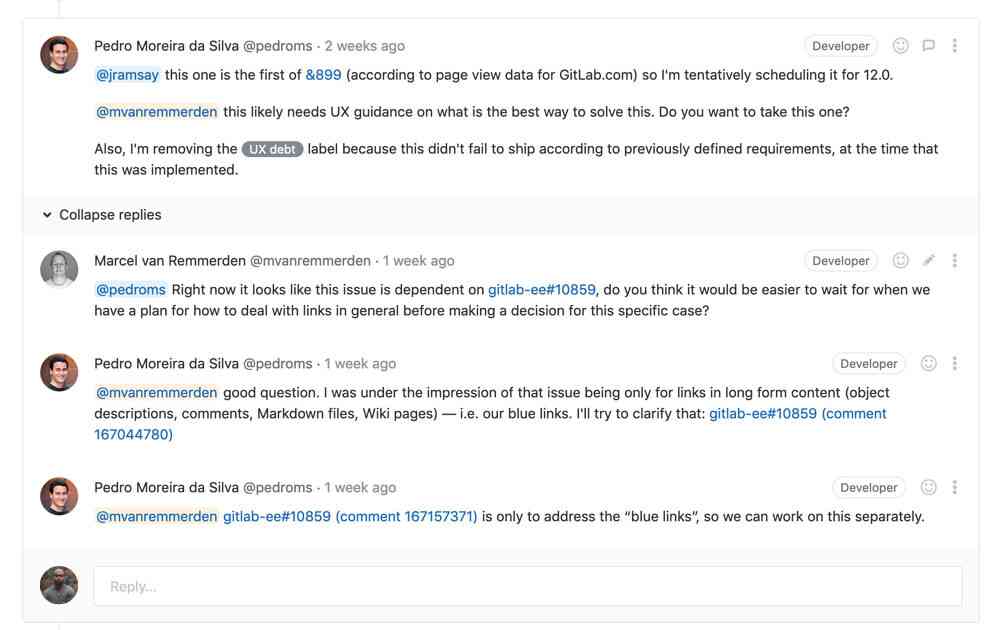 Pedro Moreira da Silva @pedroms · 2 weeks ago Developer
@jramsay this one is the first of &899 (according to page view data for GitLab.com) so I'm tentatively scheduling it for 12.0.
@mvanremmerden this likely needs UX guidance on what is the best way to solve this. Do you want to take this one?
Also, I'm removing the UX debt label because this didn't fail to ship according to previously defined requirements, at the time that
this was implemented.
Collapse replies
Marcel van Remmerden @mvanremmerden · 1 week ago Developer
@pedroms Right now it looks like this issue is dependent on gitlab-ee#10859, do you think it would be easier to wait for when we
have a plan for how to deal with links in general before making a decision for this specific case?
Pedro Moreira da Silva @pedroms · 1 week ago Developer
@mvanremmerden good question. I was under the impression of that issue being only for links in long form content (object
descriptions, comments, Markdown files, Wiki pages) — i.e. our blue links. I'll try to clarify that: gitlab-ee#10859 (comment
167044780)
Pedro Moreira da Silva @pedroms · 1 week ago Developer
@mvanremmerden gitlab-ee#10859 (comment 167157371) is only to address the “blue links”, so we can work on this separately.
Reply...